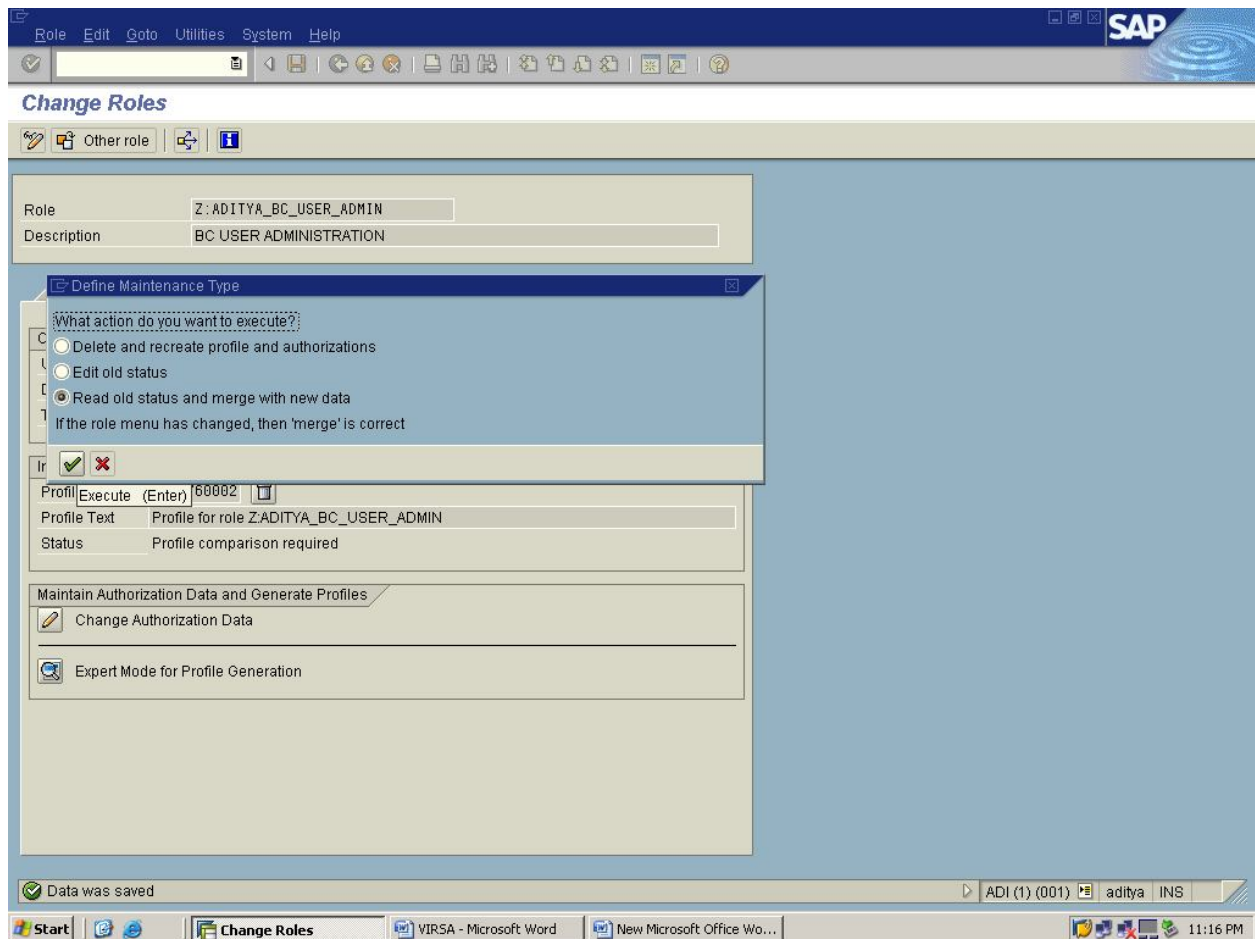 Role Edit Goto Utilities System Help
SAP
Change Roles
Other role
Role Z:ADITYA_BC_USER_ADMIN
Description BC USER ADMINISTRATION
Define Maintenance Type
What action do you want to execute?
Delete and recreate profile and authorizations
Edit old status
Read old status and merge with new data
If the role menu has changed, then 'merge' is correct
Execute (Enter) 60002
Profile Text Profile for role Z:ADITYA_BC_USER_ADMIN
Status Profile comparison required
Maintain Authorization Data and Generate Profiles
Change Authorization Data
Expert Mode for Profile Generation
Data was saved
ADI (1) (001) aditya INS
Start Change Roles VIRSA - Microsoft Word New Microsoft Office Wo... 11:16 PM